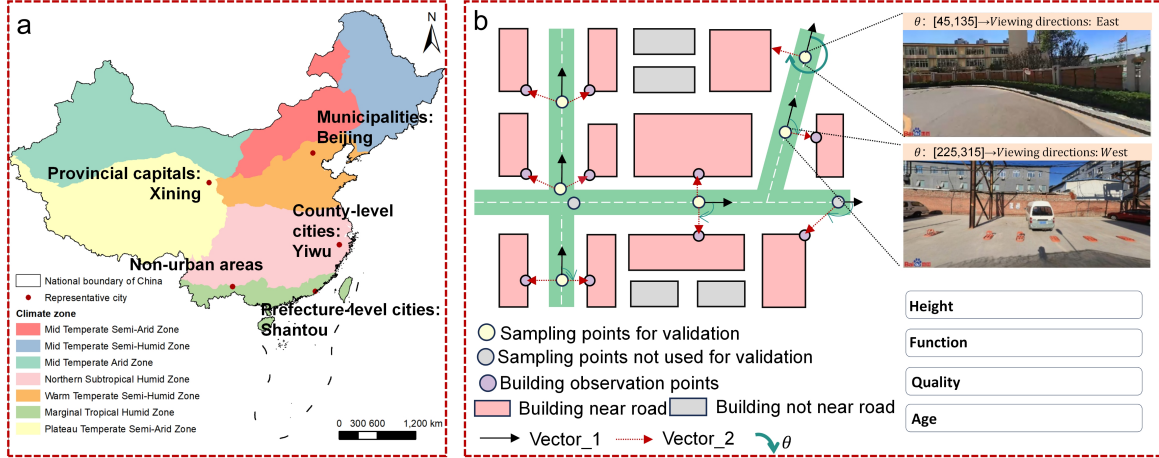 a
N
Municipalities:
Beijing
Provincial capitals:
Xining
County-level
cities:
Yiwu
Non-urban areas
Prefecture-level cities:
Shantou
National boundary of China
Representative city
Climate zone
Mid Temperate Semi-Arid Zone
Mid Temperate Semi-Humid Zone
Mid Temperate Arid Zone
Northern Subtropical Humid Zone
Warm Temperate Semi-Humid Zone
Marginal Tropical Humid Zone
Plateau Temperate Semi-Arid Zone
0 300 600 1,200 km
b
θ: [45,135]→Viewing directions: East
θ: [225,315]→Viewing directions: West
Sampling points for validation
Sampling points not used for validation
Building observation points
Building near road
Building not near road
Vector_1
Vector_2
θ
Height
Function
Quality
Age